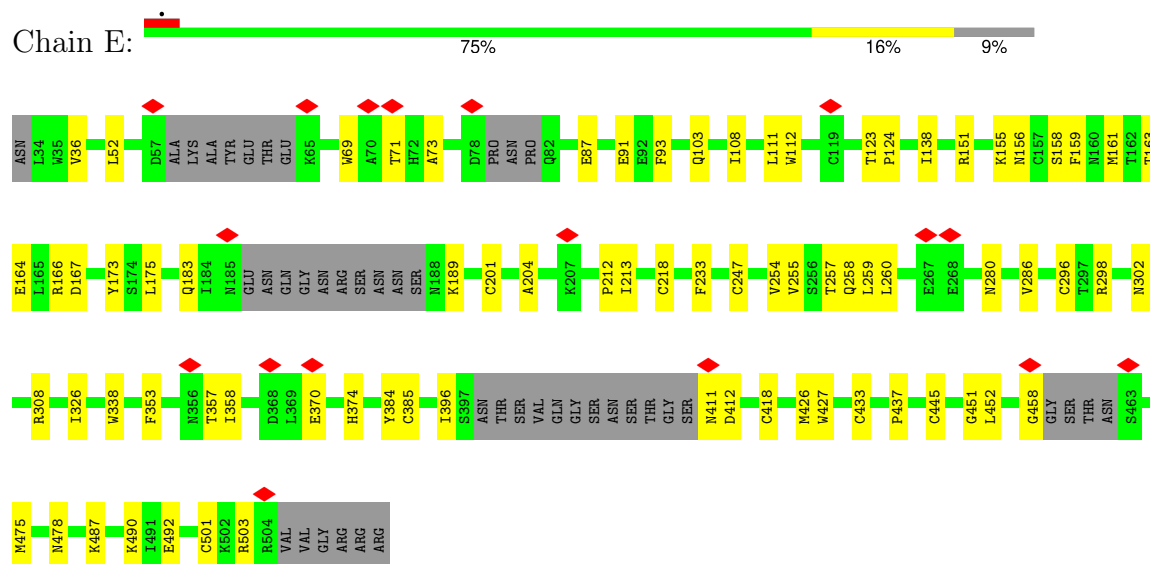 Chain E:
75% 16% 9%
ASN L34 W35 V36 L52 D57 ALA LYS ALA TYR GLU THR GLU K65 W69 A70 T71 H72 A73 D78 PRO ASN PRO Q82 E87 E91 E92 F93 Q103 I108 L111 W112 C119 T123 P124 I138 R151 K155 N156 C157 S158 F159 N160 M161 T162 T163
E164 L165 R166 D167 Y173 S174 L175 Q183 I184 N185 GLU ASN GLN GLY ASN ARG SER ASN ASN SER N188 K189 C201 A204 K207 P212 I213 C218 F233 C247 V254 V255 S256 T257 Q258 L259 L260 E267 E268 N280 V286 C296 T297 R298 N302
R308 I326 W338 F353 N356 T357 I358 D368 L369 E370 H374 Y384 C385 I396 S397 ASN THR SER VAL GLN GLY SER ASN SER THR GLY SER N411 D412 C418 M426 W427 C433 P437 C445 G451 L452 G458 GLY SER THR ASN S463
M475 N478 K487 K490 I491 E492 C501 K502 R503 R504 VAL VAL GLY ARG ARG ARG